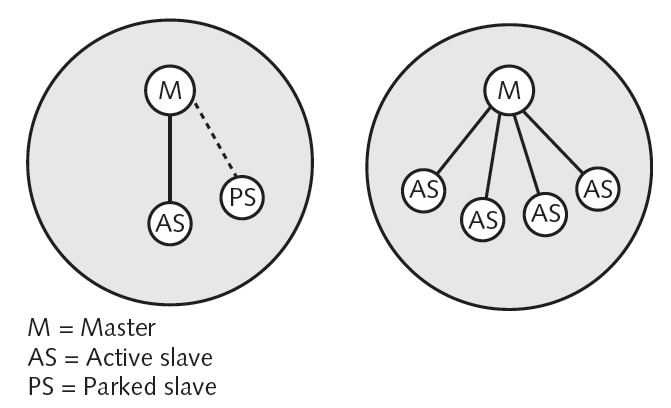 M
M
PS
AS
AS
AS
AS
AS
M = Master
AS = Active slave
PS = Parked slave